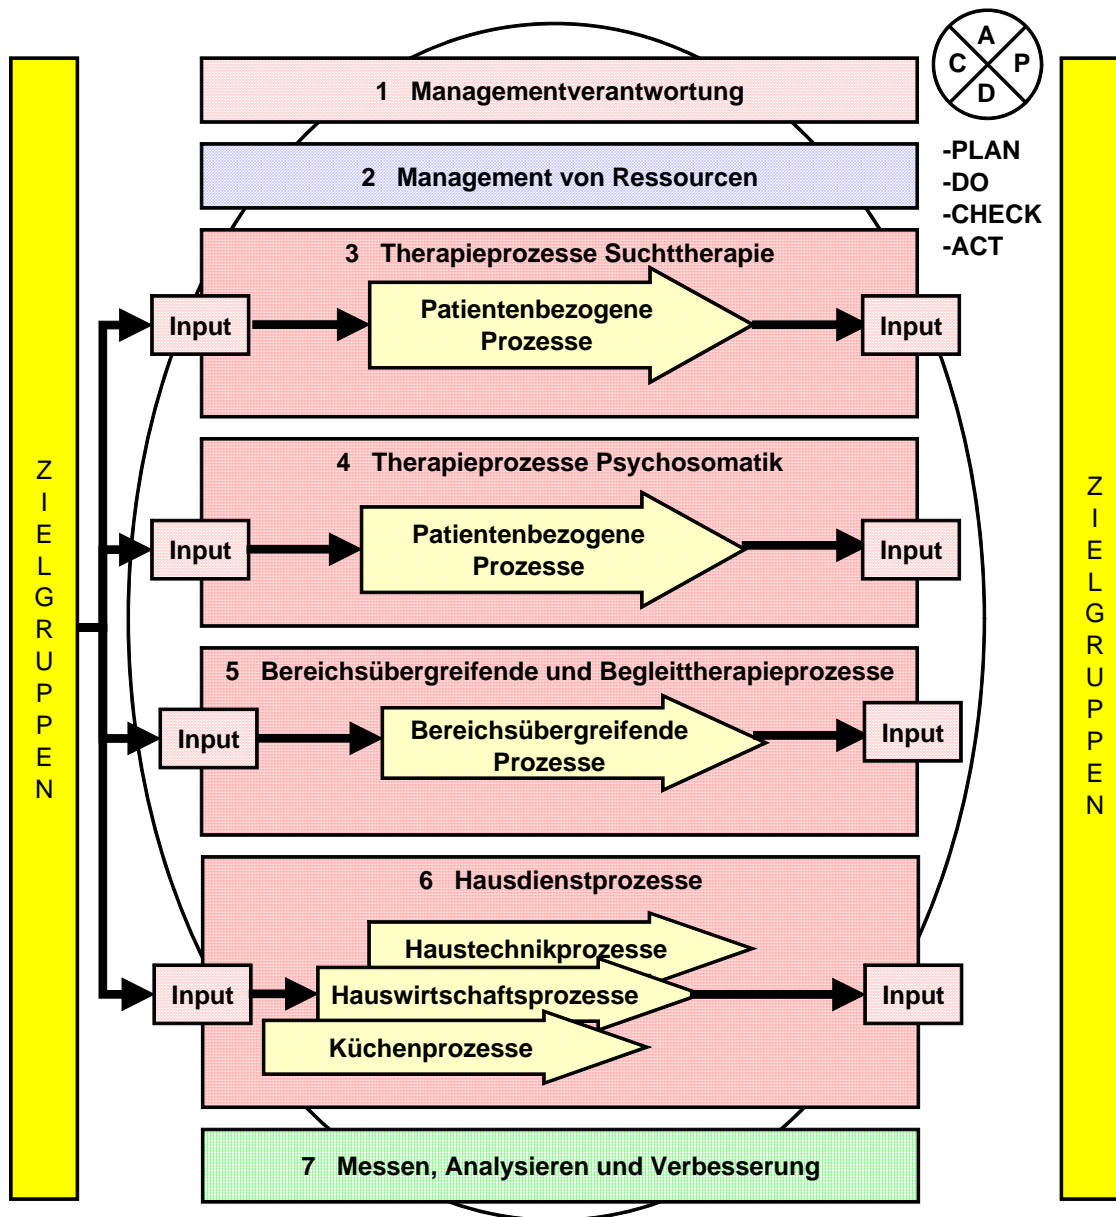 A
C P
D
-PLAN
-DO
-CHECK
-ACT
ZIELGRUPPEN
1 Managementverantwortung
2 Management von Ressourcen
3 Therapieprozesse Suchttherapie
Input
Patientenbezogene
Prozesse
Input
4 Therapieprozesse Psychosomatik
Input
Patientenbezogene
Prozesse
Input
5 Bereichsübergreifende und Begleittherapieprozesse
Input
Bereichsübergreifende
Prozesse
Input
6 Hausdienstprozesse
Haustechnikprozesse
Input
Hauswirtschaftsprozesse
Input
Küchenprozesse
7 Messen, Analysieren und Verbesserung
ZIELGRUPPEN